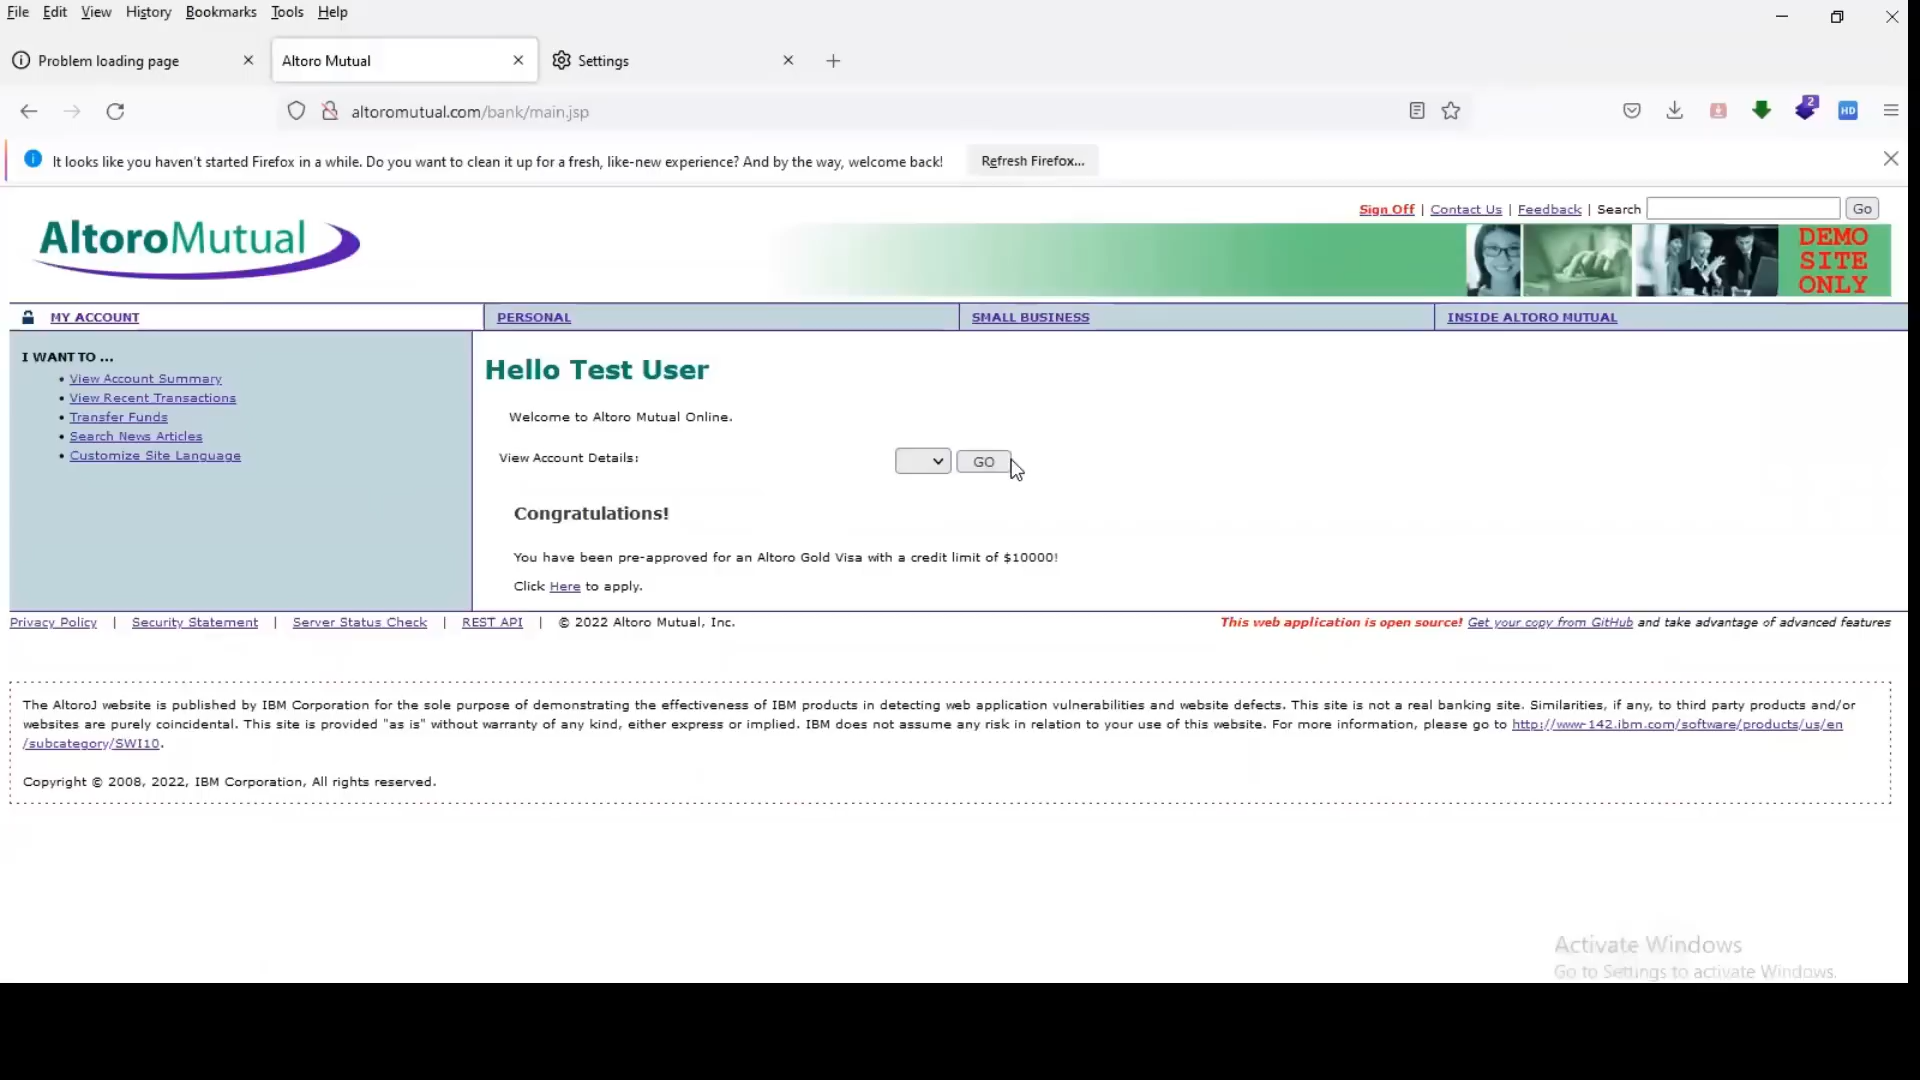 File Edit View History Bookmarks Tools Help
Problem loading page
Altoro Mutual
Settings
altoromutual.com/bank/main.jsp
2
HD
It looks like you haven't started Firefox in a while. Do you want to clean it up for a fresh, like-new experience? And by the way, welcome back!
Refresh Firefox...
Sign Off | Contact Us | Feedback | Search
Go
AltoroMutual
DEMO
SITE
ONLY
MY ACCOUNT
PERSONAL
SMALL BUSINESS
INSIDE ALTORO MUTUAL
I WANT TO ...
• View Account Summary
• View Recent Transactions
• Transfer Funds
• Search News Articles
• Customize Site Language
Hello Test User
Welcome to Altoro Mutual Online.
View Account Details:
GO
Congratulations!
You have been pre-approved for an Altoro Gold Visa with a credit limit of $10000!
Click Here to apply.
Privacy Policy | Security Statement | Server Status Check | REST API | © 2022 Altoro Mutual, Inc.
This web application is open source! Get your copy from GitHub and take advantage of advanced features
The AltoroJ website is published by IBM Corporation for the sole purpose of demonstrating the effectiveness of IBM products in detecting web application vulnerabilities and website defects. This site is not a real banking site. Similarities, if any, to third party products and/or
websites are purely coincidental. This site is provided "as is" without warranty of any kind, either express or implied. IBM does not assume any risk in relation to your use of this website. For more information, please go to http://www-142.ibm.com/software/products/us/en
/subcategory/SWI10.
Copyright © 2008, 2022, IBM Corporation, All rights reserved.
Activate Windows
Go to Settings to activate Windows.